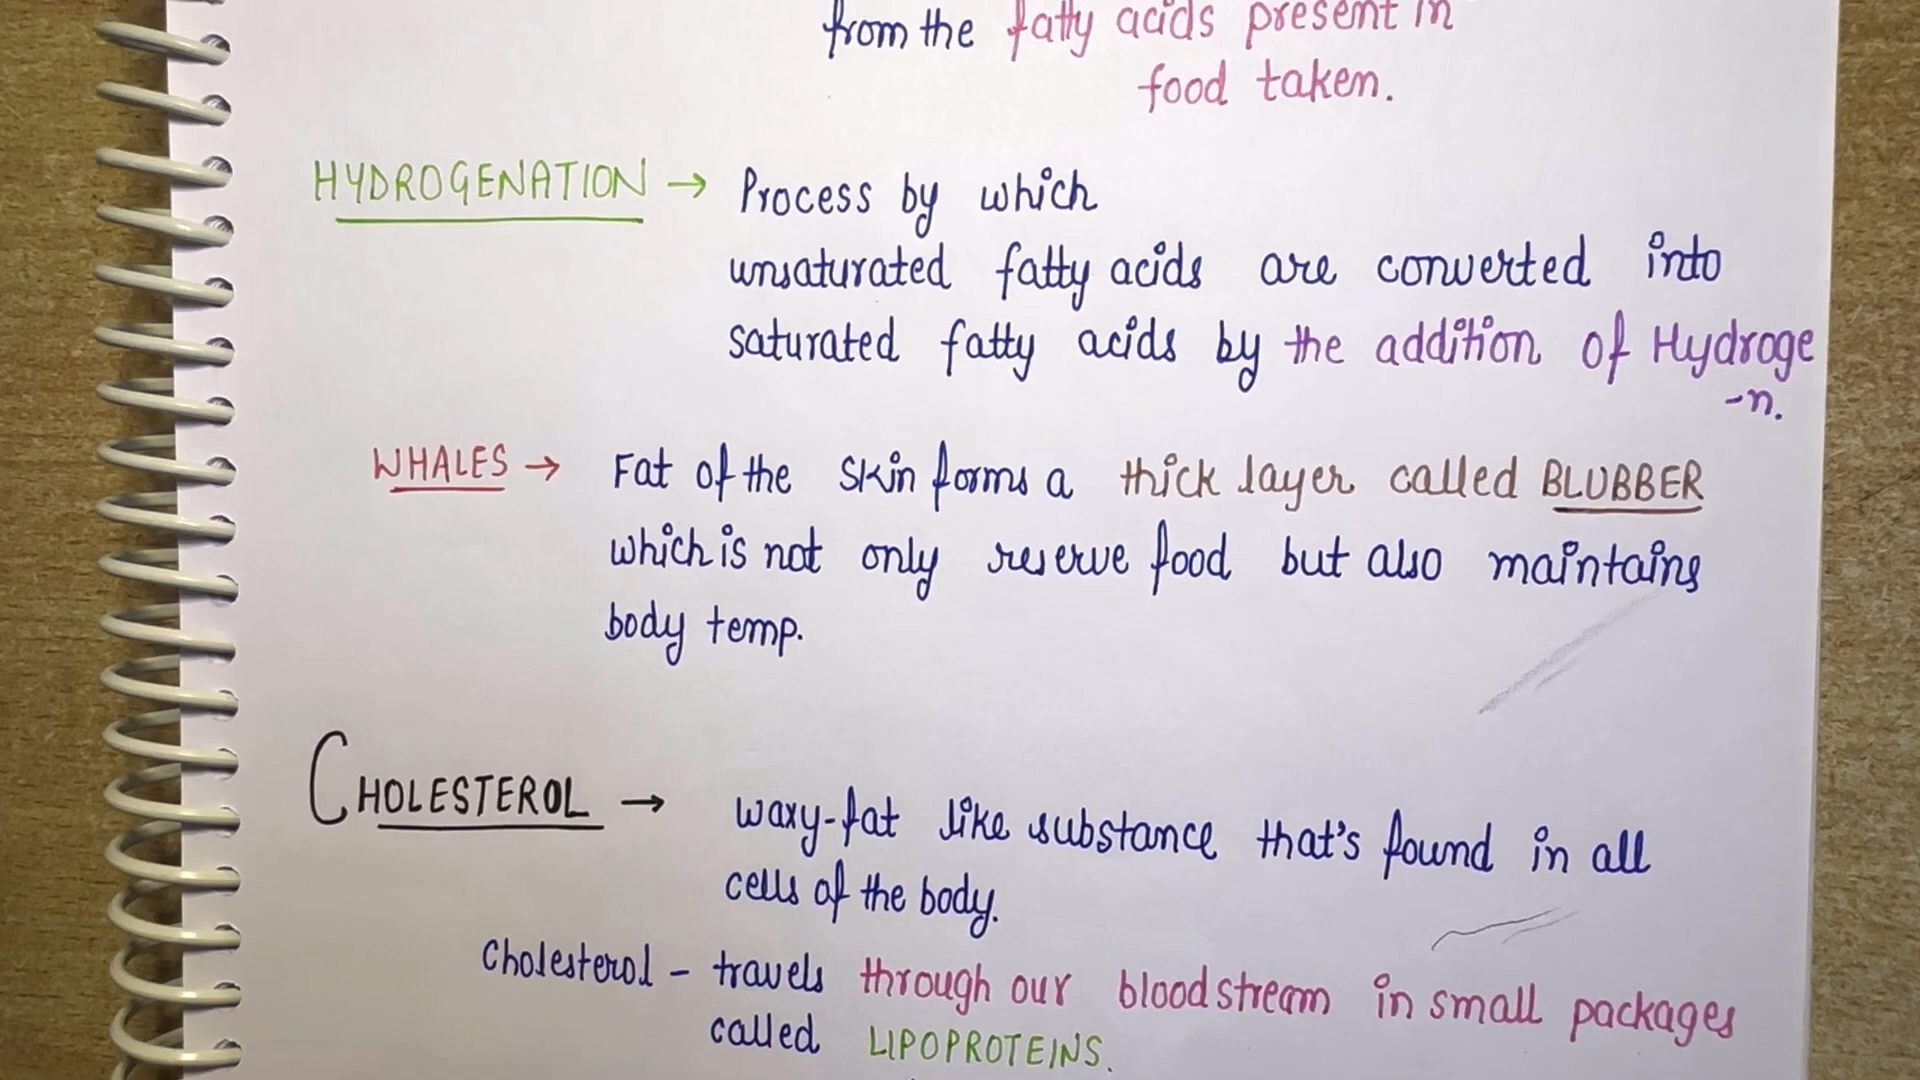 from the fatty acids present in
food taken.
HYDROGENATION → Process by which
unsaturated fatty acids are converted into
saturated fatty acids by the addition of Hydroge
-n.
WHALES → Fat of the skin forms a thick layer called BLUBBER
which is not only reserve food but also maintains
body temp.
CHOLESTEROL → waxy-fat like substance that's found in all
cells of the body.
Cholesterol - travels through our bloodstream in small packages
called LIPOPROTEINS.